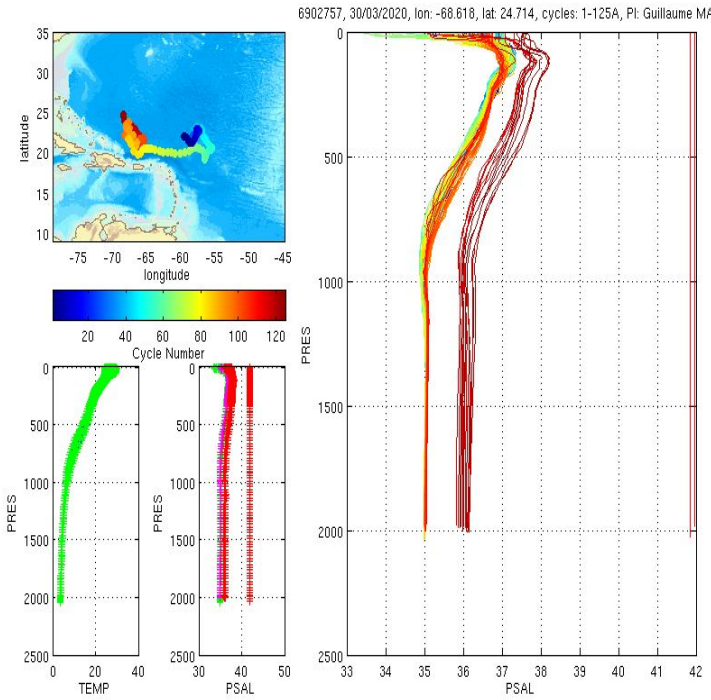 6902757, 30/03/2020, lon: -68.618, lat: 24.714, cycles: 1-125A, PI: Guillaume MA
35
30
25
20
15
10
latitude
-75 -70 -65 -60 -55 -50 -45
longitude
20 40 60 80 100 120
Cycle Number
0
500
1000
1500
2000
2500
PRES
0 20 40
TEMP
0
500
1000
1500
2000
2500
PRES
30 40 50
PSAL
0
500
1000
1500
2000
2500
PRES
33 34 35 36 37 38 39 40 41 42
PSAL